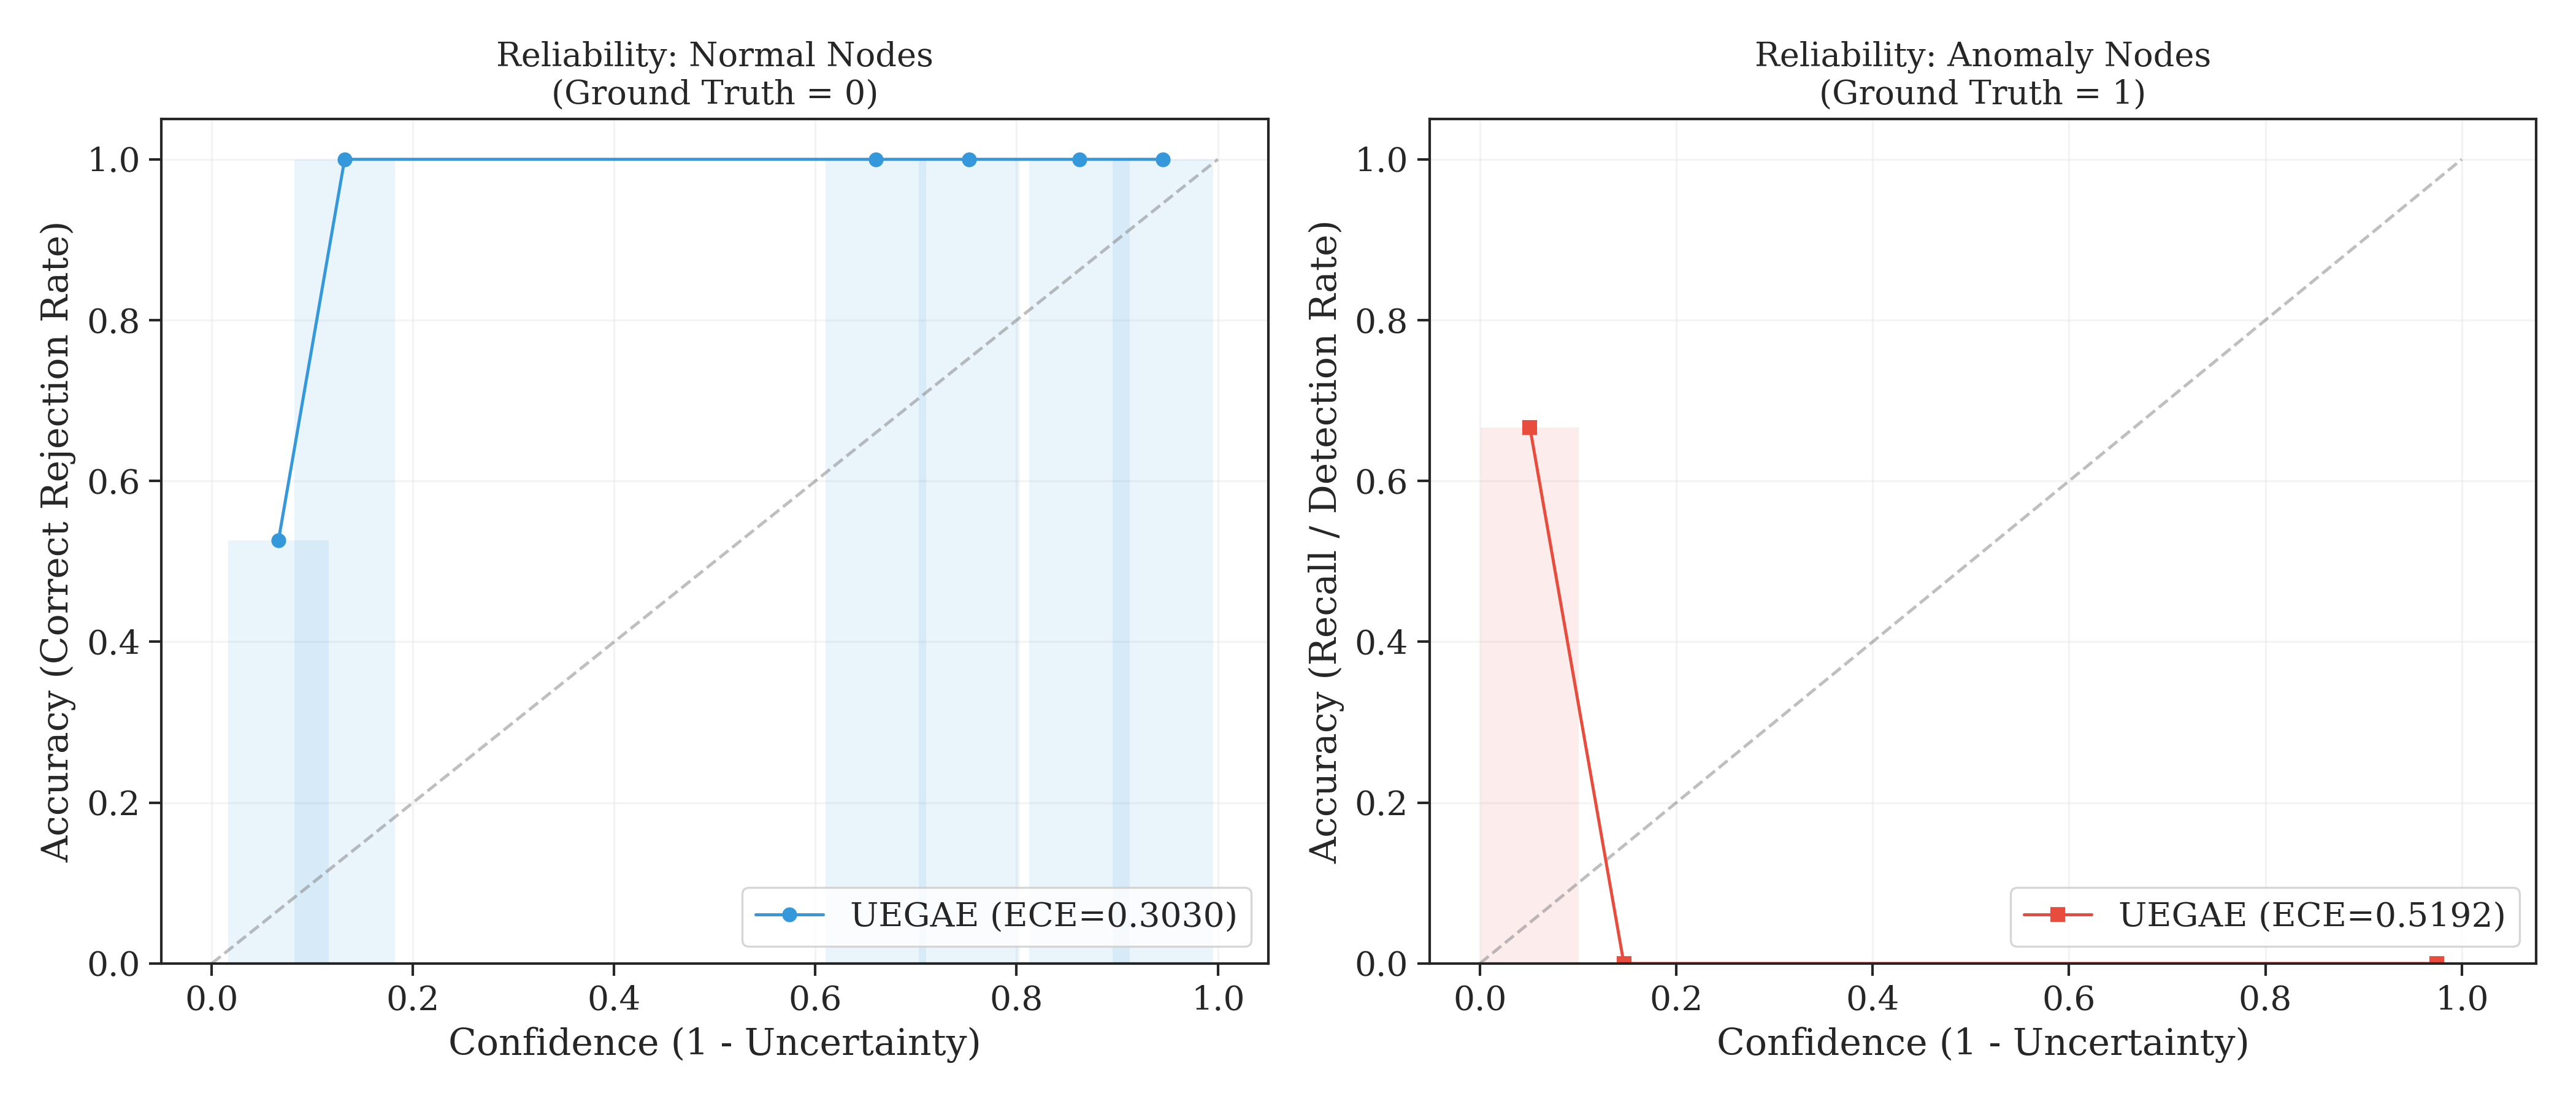 Reliability: Normal Nodes
(Ground Truth = 0)
Accuracy (Correct Rejection Rate)
1.0
0.8
0.6
0.4
0.2
0.0
UEGAE (ECE=0.3030)
0.0 0.2 0.4 0.6 0.8 1.0
Confidence (1 - Uncertainty)
Reliability: Anomaly Nodes
(Ground Truth = 1)
Accuracy (Recall / Detection Rate)
1.0
0.8
0.6
0.4
0.2
0.0
UEGAE (ECE=0.5192)
0.0 0.2 0.4 0.6 0.8 1.0
Confidence (1 - Uncertainty)